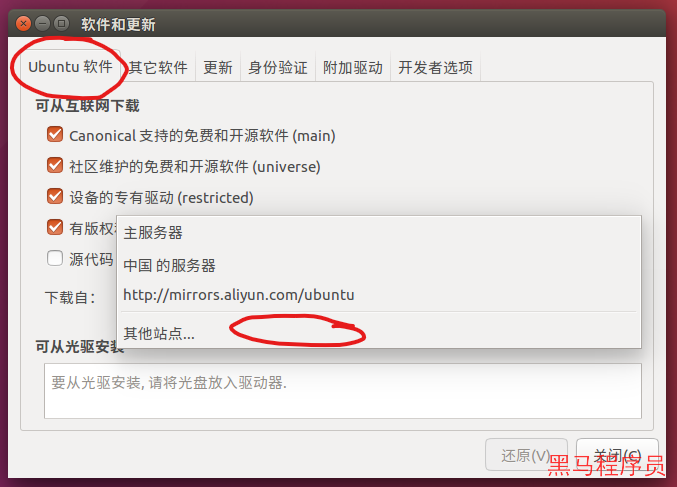 软件和更新
Ubuntu 软件 其它软件 更新 身份验证 附加驱动 开发者选项
可从互联网下载
Canonical 支持的免费和开源软件 (main)
社区维护的免费和开源软件 (universe)
设备的专有驱动 (restricted)
有版权
主服务器
源代码
中国 的服务器
下载自：
http://mirrors.aliyun.com/ubuntu
其他站点...
可从光驱安装
要从光驱安装, 请将光盘放入驱动器.
还原(V) 关闭(C)
黑马程序员